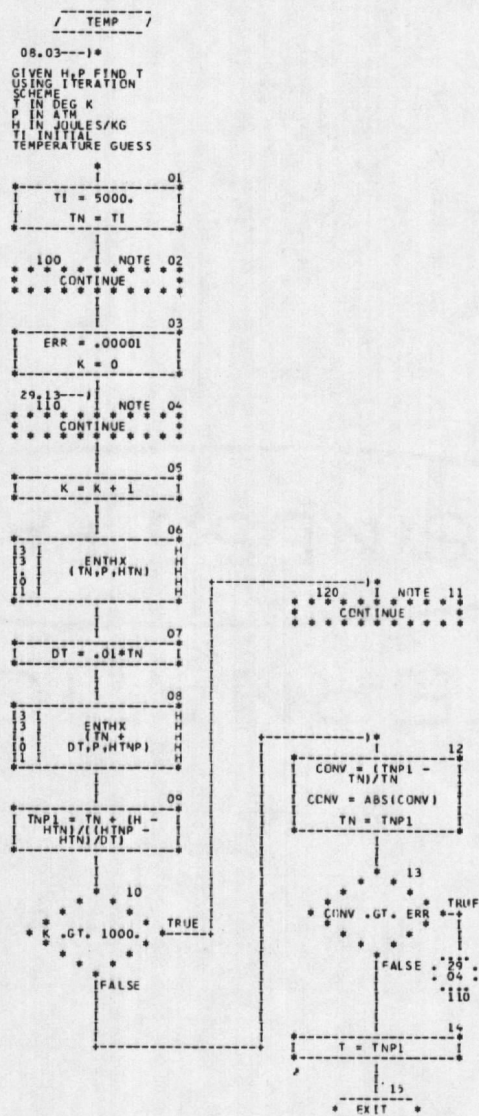 / TEMP /
08.03--->*
GIVEN H,P FIND T
USING ITERATION
SCHEME
T IN DEG K
P IN ATM
H IN JOULES/KG
TI INITIAL
TEMPERATURE GUESS
01
TI = 5000.
TN = TI
100 NOTE 02
CONTINUE
03
ERR = .00001
K = 0
29.13--->
110 NOTE 04
CONTINUE
05
K = K + 1
06
33.01
ENTHX
(TN,P,HTN)
07
DT = .01*TN
08
33.01
ENTHX
(TN +
DT,P,HTNP)
09
TNP1 = TN + (H -
HTN)/((HTNP -
HTN)/DT)
10
K .GT. 1000.
TRUE
FALSE
120 NOTE 11
CONTINUE
12
CONV = (TNP1 -
TN)/TN
CONV = ABS(CONV)
TN = TNP1
13
CONV .GT. ERR
TRUE
FALSE
29
04
110
14
T = TNP1
15
EXIT